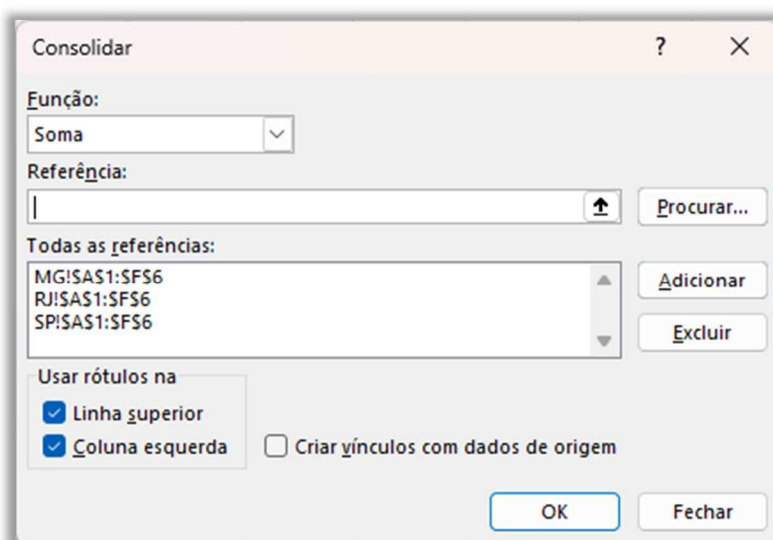 Consolidar
?
Função:
Soma
Referência:
Procurar...
Todas as referências:
MG!$A$1:$F$6
RJ!$A$1:$F$6
SP!$A$1:$F$6
Adicionar
Excluir
Usar rótulos na
Linha superior
Coluna esquerda
Criar vínculos com dados de origem
OK
Fechar